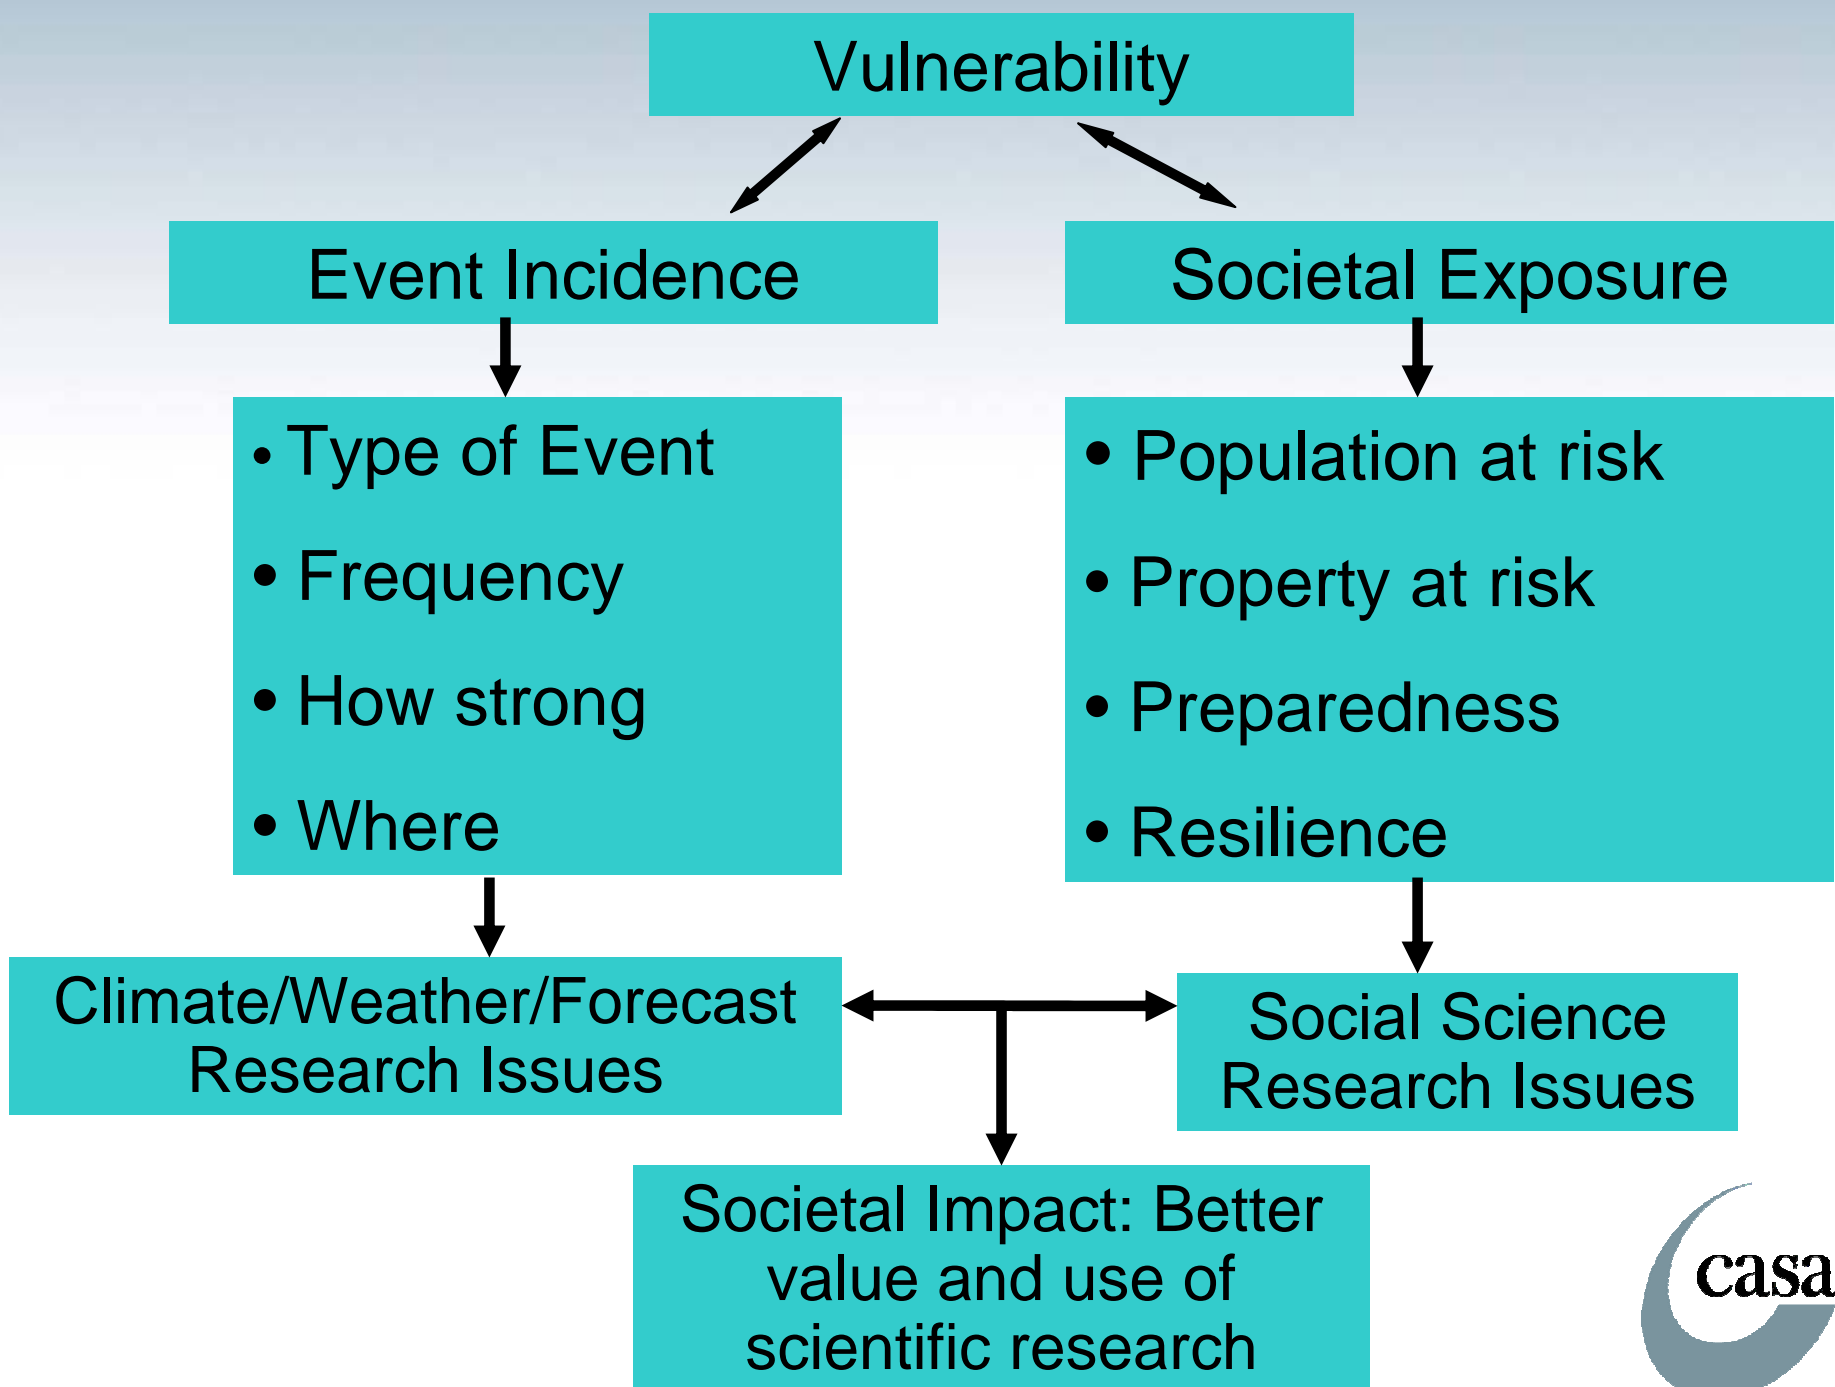 Vulnerability
Event Incidence
Societal Exposure
• Type of Event
• Frequency
• How strong
• Where
• Population at risk
• Property at risk
• Preparedness
• Resilience
Climate/Weather/Forecast
Research Issues
Social Science
Research Issues
Societal Impact: Better
value and use of
scientific research
casa